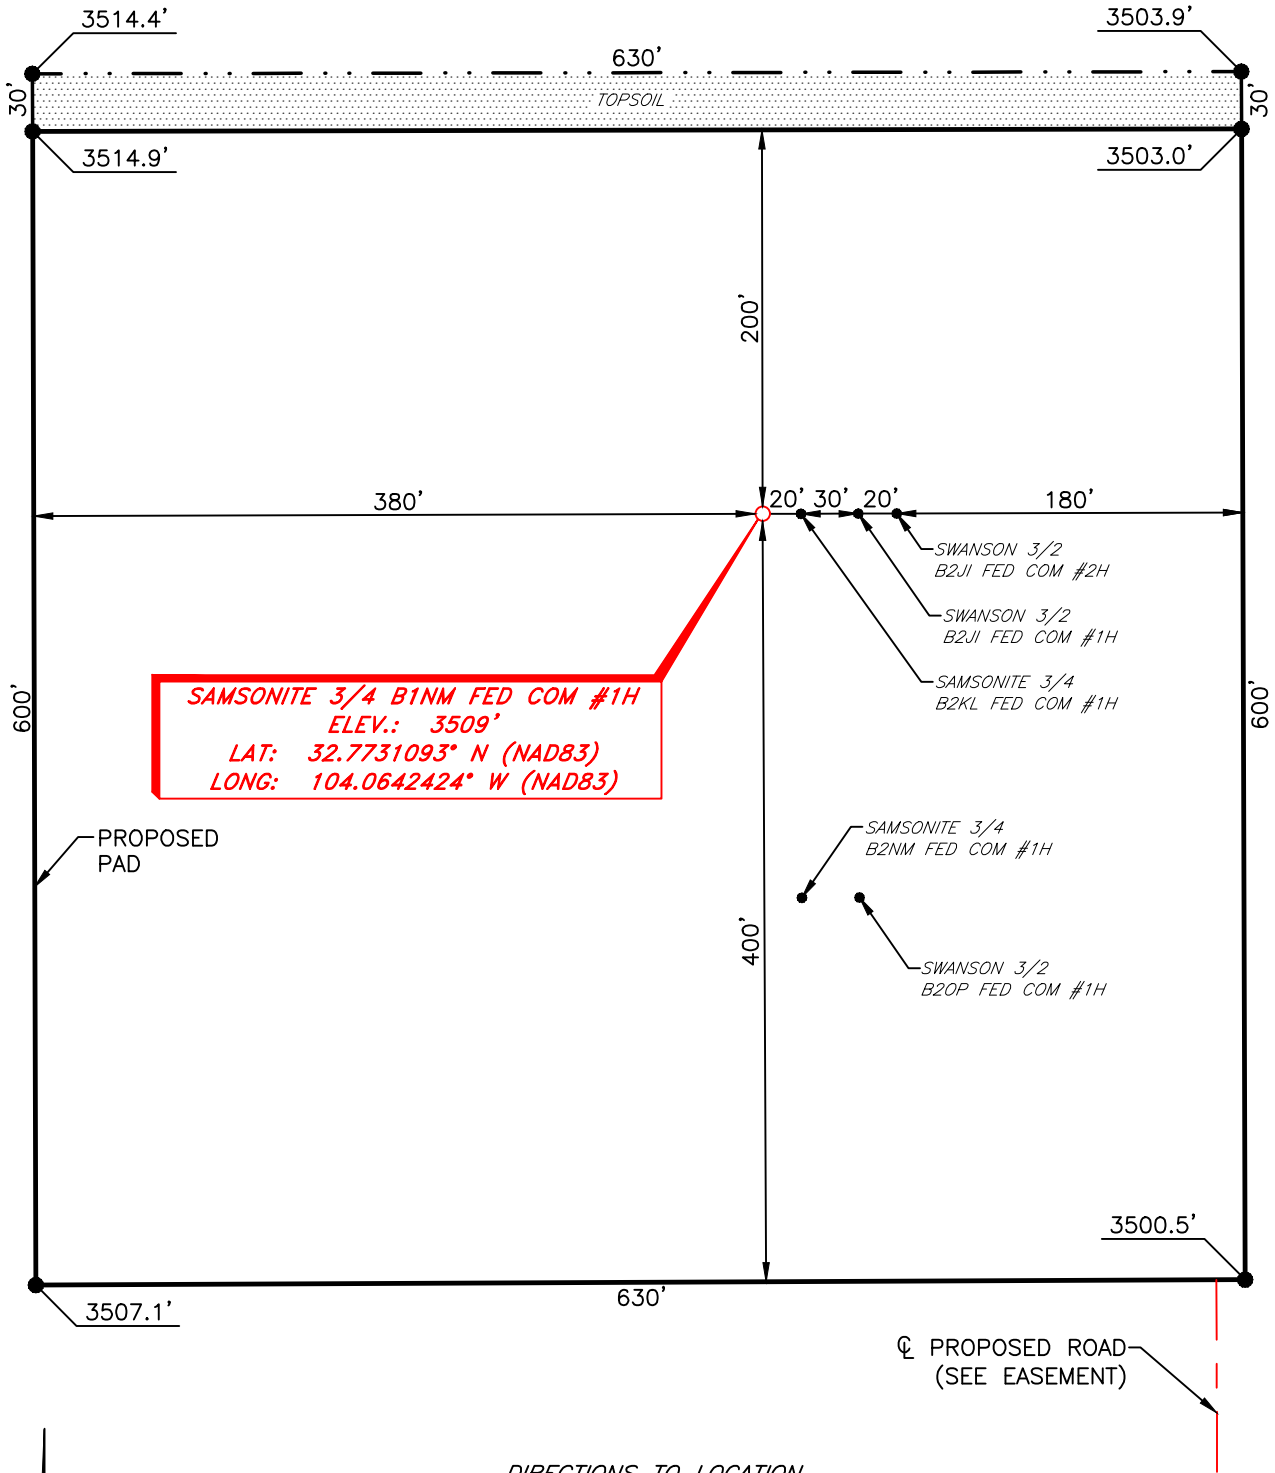 3514.4'
3503.9'
630'
30'
TOPSOIL
30'
3514.9'
3503.0'
200'
380'
20'
30'
20'
180'
SWANSON 3/2
B2JI FED COM #2H
SWANSON 3/2
B2JI FED COM #1H
SAMSONITE 3/4
B2KL FED COM #1H
600'
600'
SAMSONITE 3/4 B1NM FED COM #1H
ELEV.: 3509'
LAT: 32.7731093° N (NAD83)
LONG: 104.0642424° W (NAD83)
PROPOSED
PAD
SAMSONITE 3/4
B2NM FED COM #1H
400'
SWANSON 3/2
B2OP FED COM #1H
3500.5'
3507.1'
630'
℄ PROPOSED ROAD
(SEE EASEMENT)
DIRECTIONS TO LOCATION